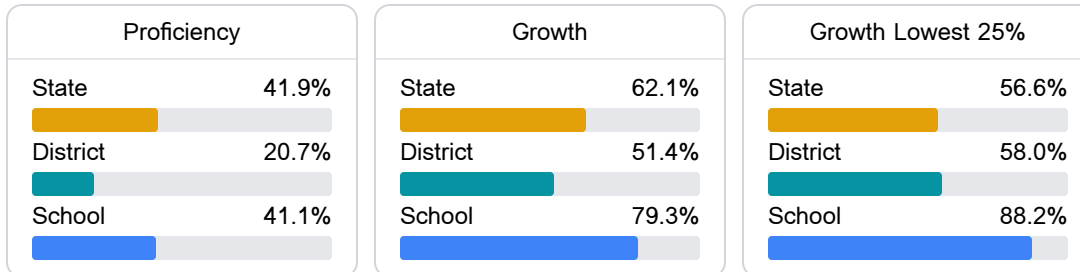 Proficiency
State 41.9%
District 20.7%
School 41.1%
Growth
State 62.1%
District 51.4%
School 79.3%
Growth Lowest 25%
State 56.6%
District 58.0%
School 88.2%